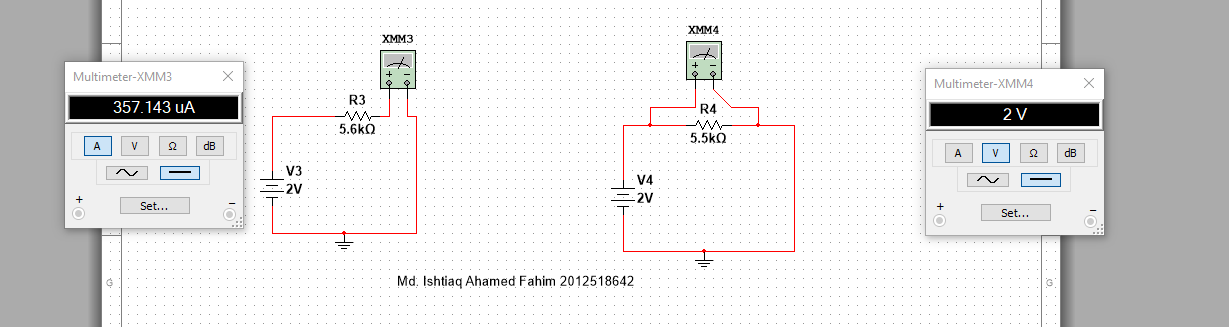 Multimeter-XMM3
357.143 uA
A V Ω dB
Set...
+ −
XMM3
+ −
R3
5.6kΩ
V3
2V
XMM4
+ −
R4
5.5kΩ
V4
2V
Multimeter-XMM4
2 V
A V Ω dB
Set...
+ −
G
G
Md. Ishtiaq Ahamed Fahim 2012518642